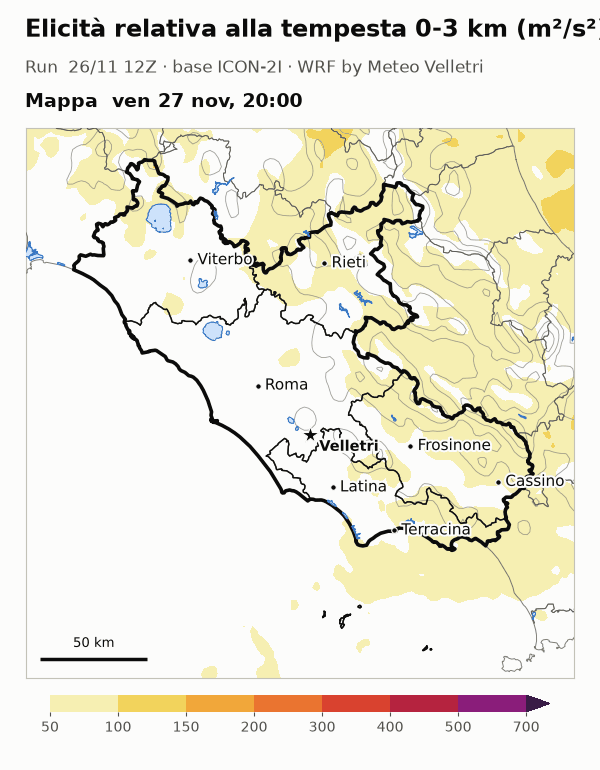 Elicità relativa alla tempesta 0-3 km (m²/s²)
Run 26/11 12Z · base ICON-2I · WRF by Meteo Velletri
Mappa ven 27 nov, 20:00
Viterbo
Rieti
Roma
Velletri
Frosinone
Latina
Cassino
Terracina
50 km
50 100 150 200 300 400 500 700